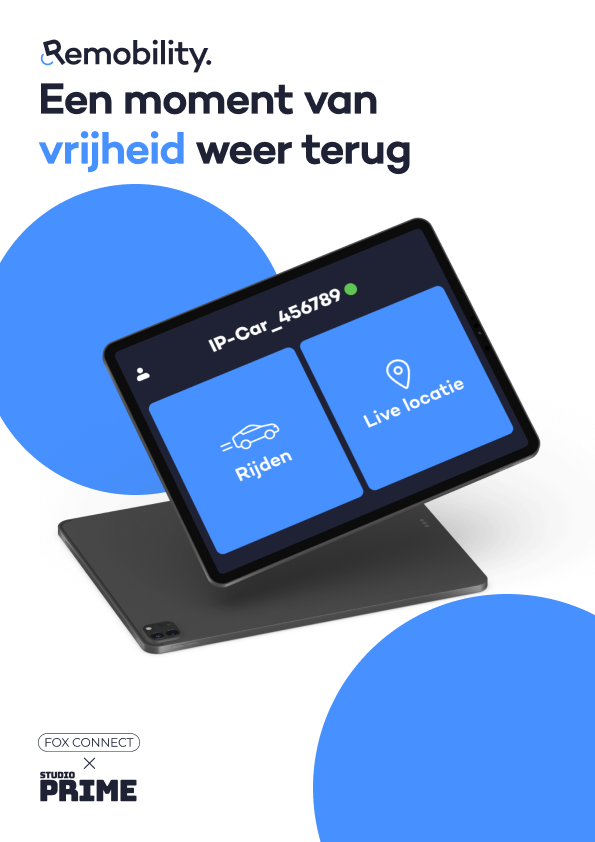 Remobility.
Een moment van
vrijheid weer terug
IP-Car_456789
Rijden
Live locatie
FOX CONNECT
×
STUDIO
PRIME